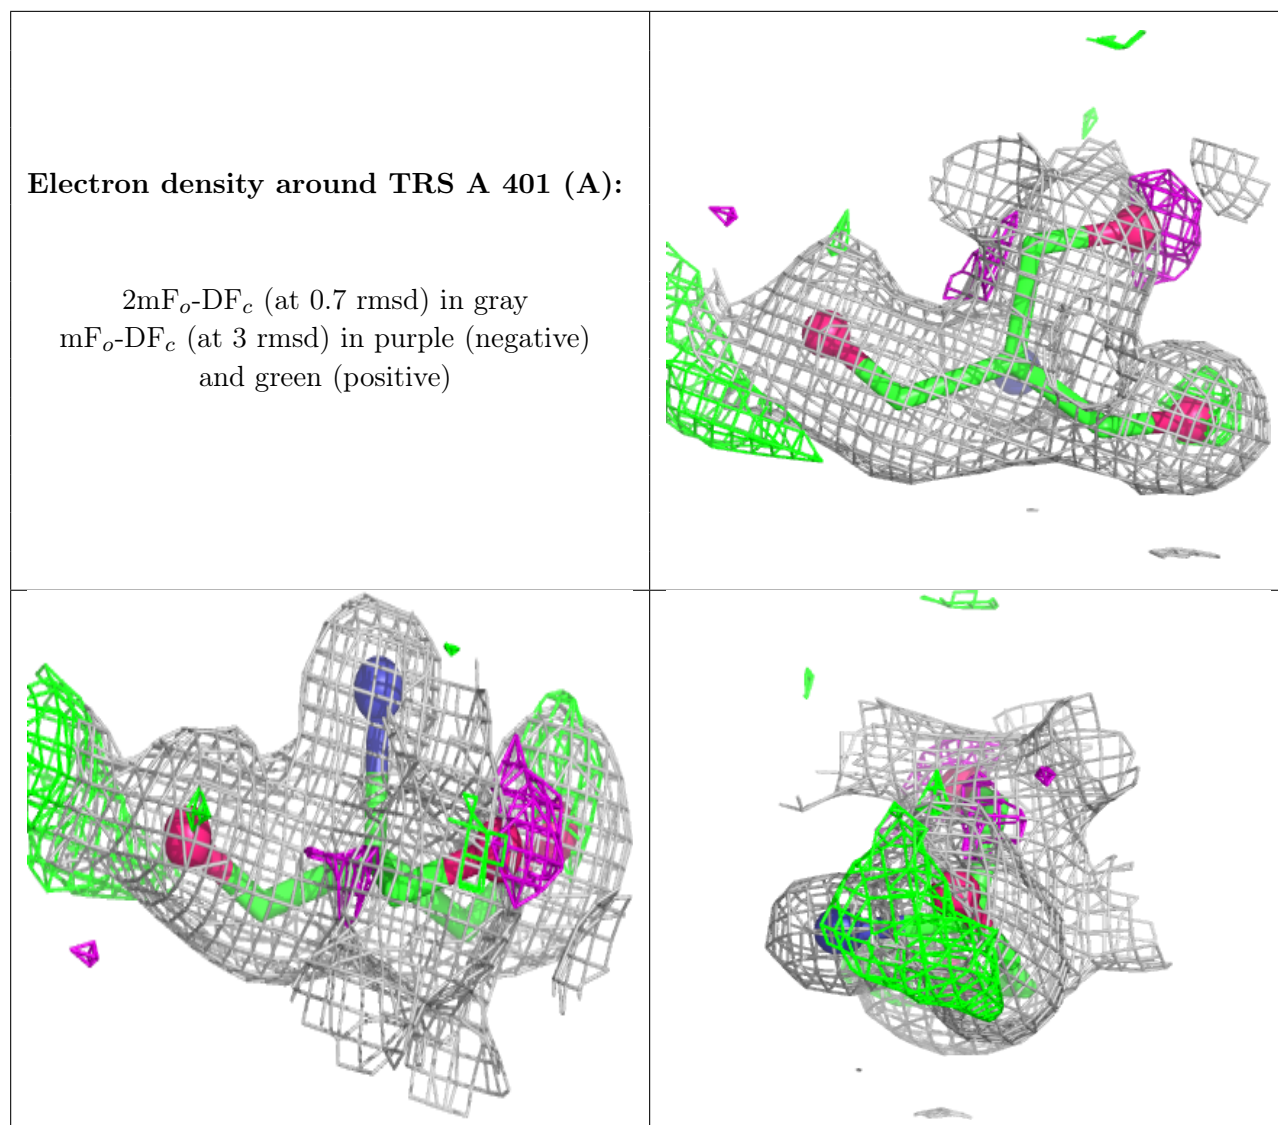 Electron density around TRS A 401 (A):
2mFo-DFc (at 0.7 rmsd) in gray
mFo-DFc (at 3 rmsd) in purple (negative)
and green (positive)